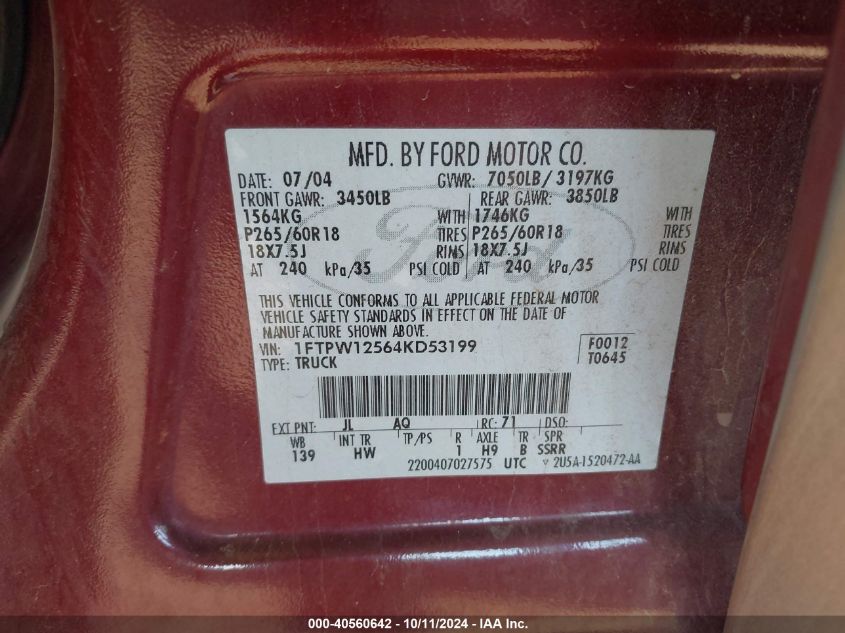 MFD. BY FORD MOTOR CO.
DATE: 07/04 GVWR: 7050LB / 3197KG
FRONT GAWR: 3450LB REAR GAWR: 3850LB
1564KG WITH 1746KG WITH
P265/60R18 TIRES P265/60R18 TIRES
18X7.5J RIMS 18X7.5J RIMS
AT 240 kPa/35 PSI COLD AT 240 kPa/35 PSI COLD
Ford
THIS VEHICLE CONFORMS TO ALL APPLICABLE FEDERAL MOTOR
VEHICLE SAFETY STANDARDS IN EFFECT ON THE DATE OF
MANUFACTURE SHOWN ABOVE.
VIN: 1FTPW12564KD53199 F0012
TYPE: TRUCK T0645
EXT PNT: JL AQ RC: 71 DSO:
WB INT TR TP/PS R AXLE TR SPR
139 HW 1 H9 B SSRR
2200407027575 UTC ▽ 2U5A-1520472-AA
000-40560642 - 10/11/2024 - IAA Inc.